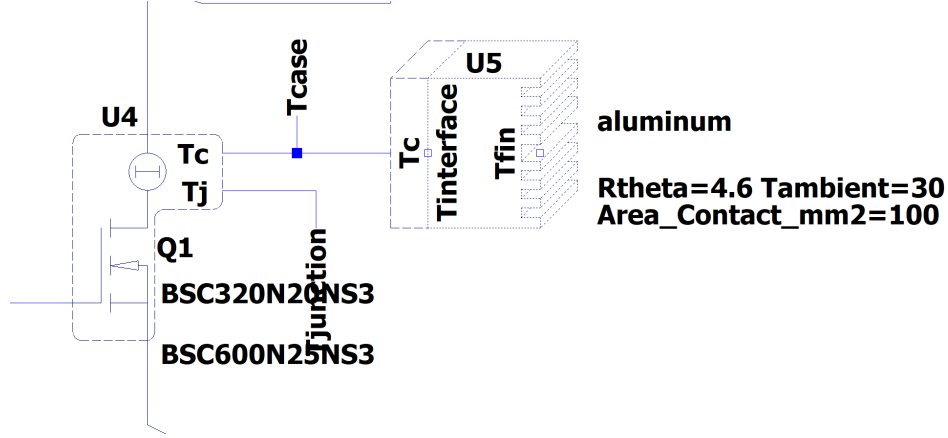 U4
Tcase
Tc
Tj
Q1
BSC320N20NS3
Tjunction
BSC600N25NS3
U5
Tc
Tinterface
Tfin
aluminum
Rtheta=4.6 Tambient=30
Area_Contact_mm2=100